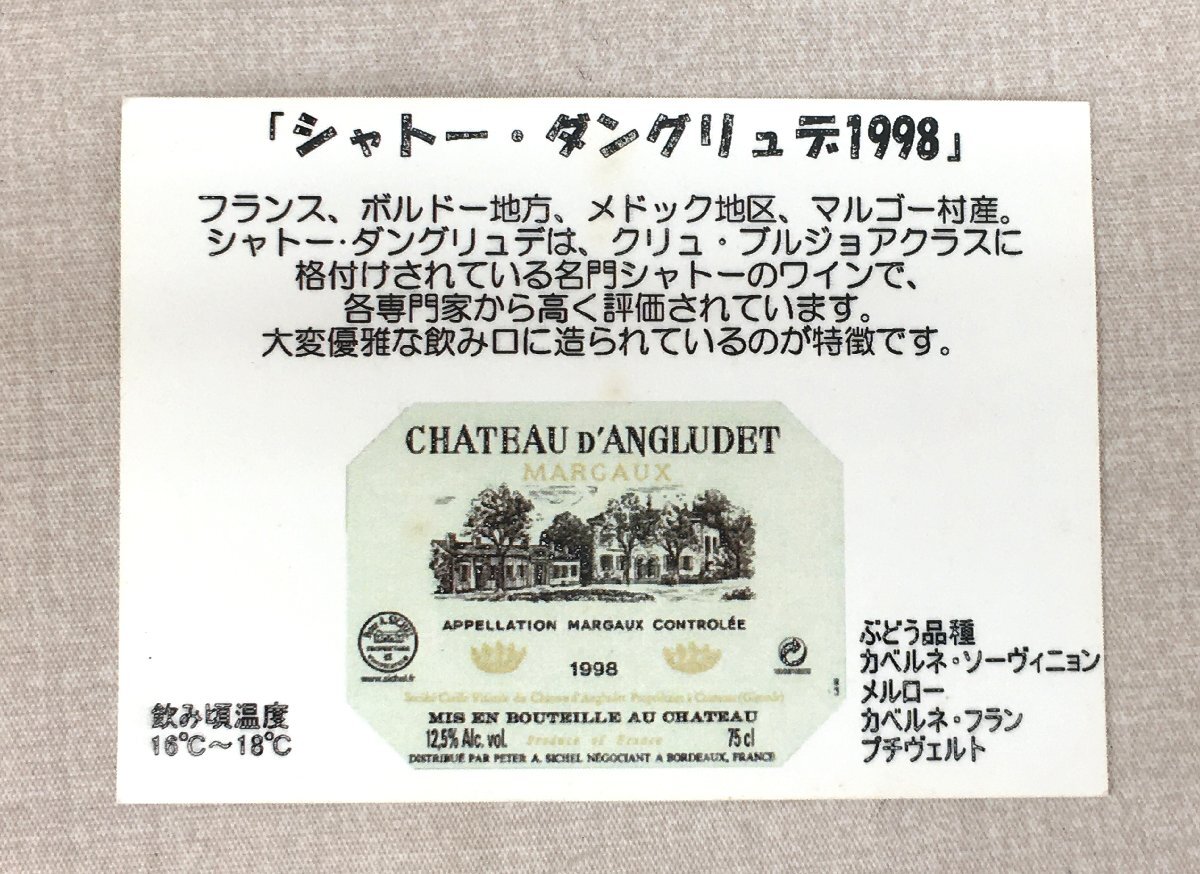 「シャトー・ダングリュデ1998」
フランス、ボルドー地方、メドック地区、マルゴー村産。
シャトー・ダングリュデは、クリュ・ブルジョアクラスに
格付けされている名門シャトーのワインで、
各専門家から高く評価されています。
大変優雅な飲み口に造られているのが特徴です。
CHATEAU D'ANGLUDET
MARGAUX
APPELLATION MARGAUX CONTROLÉE
A. SICHEL
www.sichel.fr
1998
MIS EN BOUTEILLE AU CHATEAU
12,5% Alc. vol. Produce of France 75 cl
DISTRIBUÉ PAR PETER A. SICHEL NÉGOCIANT A BORDEAUX, FRANCE
飲み頃温度
16℃〜18℃
ぶどう品種
カベルネ・ソーヴィニョン
メルロー
カベルネ・フラン
プチヴェルト